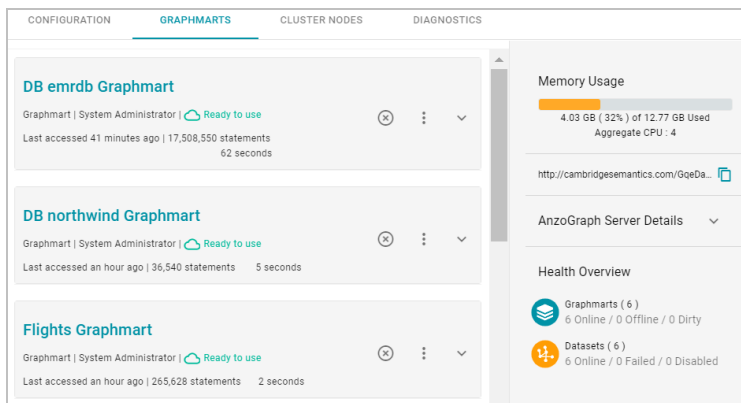 CONFIGURATION GRAPHMARTS CLUSTER NODES DIAGNOSTICS
DB emrdb Graphmart
Graphmart | System Administrator | Ready to use
Last accessed 41 minutes ago | 17,508,550 statements
62 seconds
DB northwind Graphmart
Graphmart | System Administrator | Ready to use
Last accessed an hour ago | 36,540 statements 5 seconds
Flights Graphmart
Graphmart | System Administrator | Ready to use
Last accessed an hour ago | 265,628 statements 2 seconds
Memory Usage
4.03 GB ( 32% ) of 12.77 GB Used
Aggregate CPU : 4
http://cambridgesemantics.com/GqeDa...
AnzoGraph Server Details
Health Overview
Graphmarts ( 6 )
6 Online / 0 Offline / 0 Dirty
Datasets ( 6 )
6 Online / 0 Failed / 0 Disabled